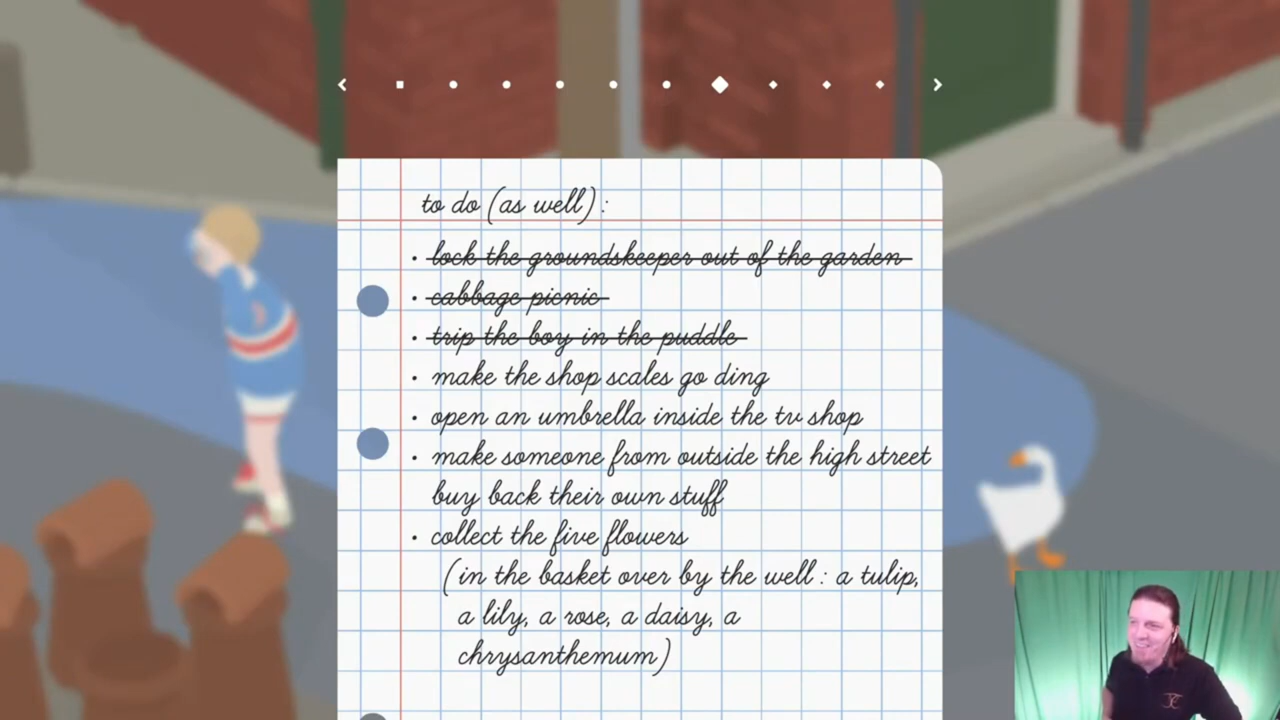 to do (as well) :
• lock the groundskeeper out of the garden
• cabbage picnic
• trip the boy in the puddle
• make the shop scales go ding
• open an umbrella inside the tv shop
• make someone from outside the high street
buy back their own stuff
• collect the five flowers
(in the basket over by the well : a tulip,
a lily, a rose, a daisy, a
chrysanthemum)